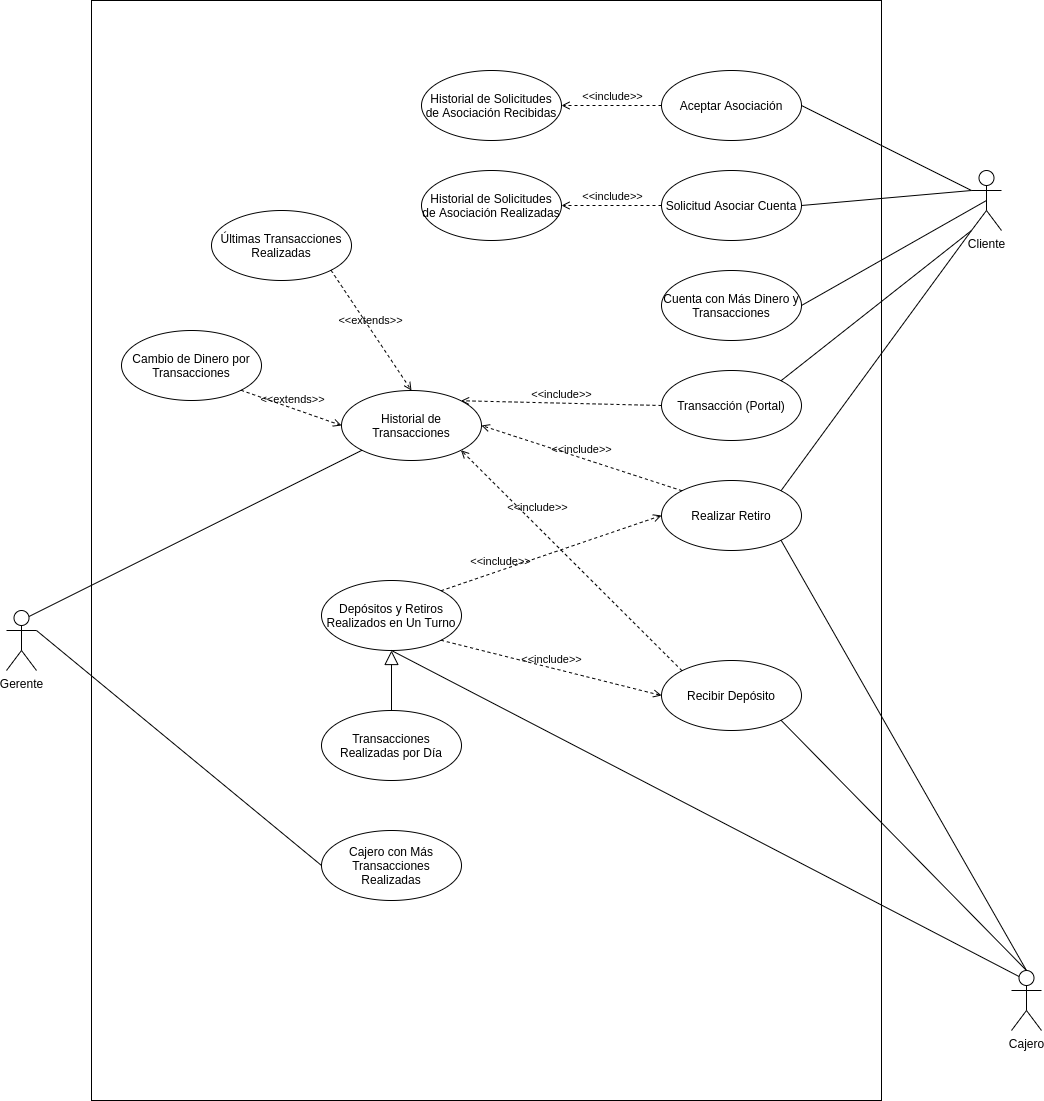 Historial de Solicitudes
de Asociación Recibidas
<<include>>
Aceptar Asociación
Historial de Solicitudes
de Asociación Realizadas
<<include>>
Solicitud Asociar Cuenta
Cliente
Últimas Transacciones
Realizadas
Cuenta con Más Dinero y
Transacciones
<<extends>>
Cambio de Dinero por
Transacciones
<<extends>>
Historial de
Transacciones
<<include>>
Transacción (Portal)
<<include>>
<<include>>
Realizar Retiro
<<include>>
Depósitos y Retiros
Realizados en Un Turno
<<include>>
Recibir Depósito
Gerente
Transacciones
Realizadas por Día
Cajero con Más
Transacciones
Realizadas
Cajero